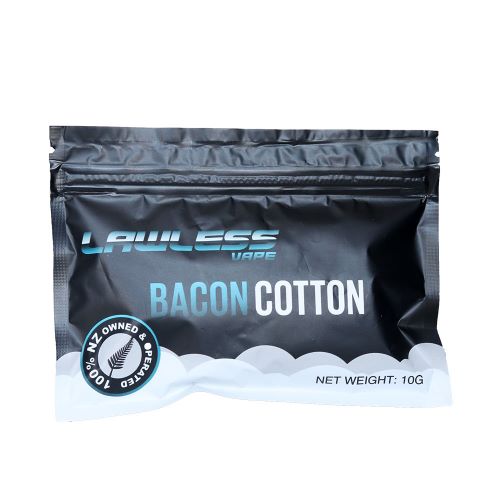 LAWLESS
VAPE
BACON COTTON
100% NZ OWNED & OPERATED
NET WEIGHT: 10G